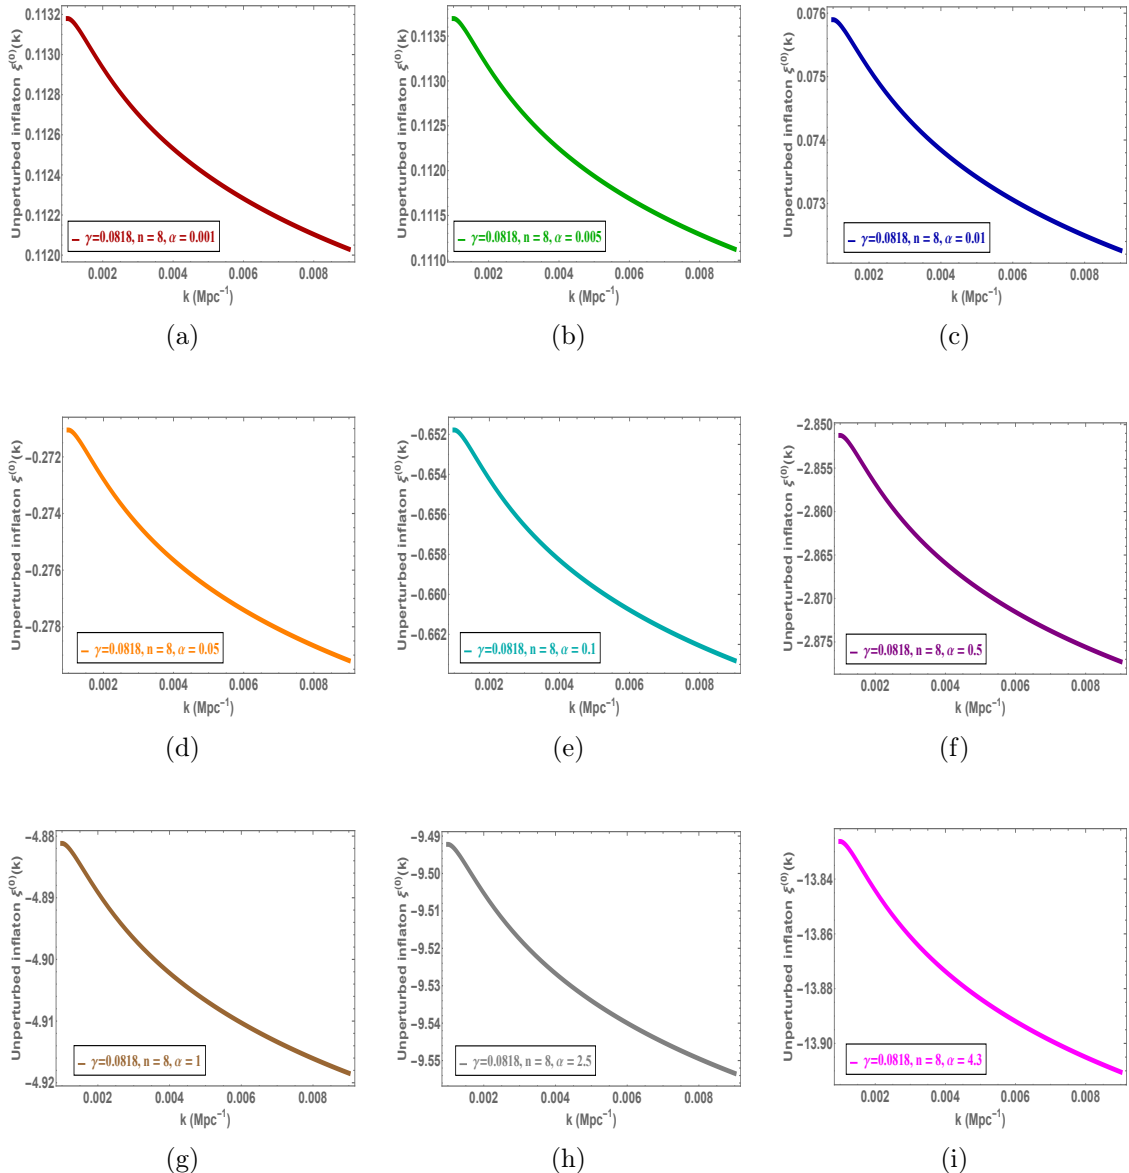 Unperturbed inflaton ξ⁽⁰⁾(k)
0.1132
0.1130
0.1128
0.1126
0.1124
0.1122
0.1120
γ=0.0818, n = 8, α = 0.001
0.002 0.004 0.006 0.008
k (Mpc⁻¹)
(a)
Unperturbed inflaton ξ⁽⁰⁾(k)
0.1135
0.1130
0.1125
0.1120
0.1115
0.1110
γ=0.0818, n = 8, α = 0.005
0.002 0.004 0.006 0.008
k (Mpc⁻¹)
(b)
Unperturbed inflaton ξ⁽⁰⁾(k)
0.076
0.075
0.074
0.073
γ=0.0818, n = 8, α = 0.01
0.002 0.004 0.006 0.008
k (Mpc⁻¹)
(c)
Unperturbed inflaton ξ⁽⁰⁾(k)
−0.272
−0.274
−0.276
−0.278
γ=0.0818, n = 8, α = 0.05
0.002 0.004 0.006 0.008
k (Mpc⁻¹)
(d)
Unperturbed inflaton ξ⁽⁰⁾(k)
−0.652
−0.654
−0.656
−0.658
−0.660
−0.662
γ=0.0818, n = 8, α = 0.1
0.002 0.004 0.006 0.008
k (Mpc⁻¹)
(e)
Unperturbed inflaton ξ⁽⁰⁾(k)
−2.850
−2.855
−2.860
−2.865
−2.870
−2.875
γ=0.0818, n = 8, α = 0.5
0.002 0.004 0.006 0.008
k (Mpc⁻¹)
(f)
Unperturbed inflaton ξ⁽⁰⁾(k)
−4.88
−4.89
−4.90
−4.91
−4.92
γ=0.0818, n = 8, α = 1
0.002 0.004 0.006 0.008
k (Mpc⁻¹)
(g)
Unperturbed inflaton ξ⁽⁰⁾(k)
−9.49
−9.50
−9.51
−9.52
−9.53
−9.54
−9.55
γ=0.0818, n = 8, α = 2.5
0.002 0.004 0.006 0.008
k (Mpc⁻¹)
(h)
Unperturbed inflaton ξ⁽⁰⁾(k)
−13.84
−13.86
−13.88
−13.90
γ=0.0818, n = 8, α = 4.3
0.002 0.004 0.006 0.008
k (Mpc⁻¹)
(i)